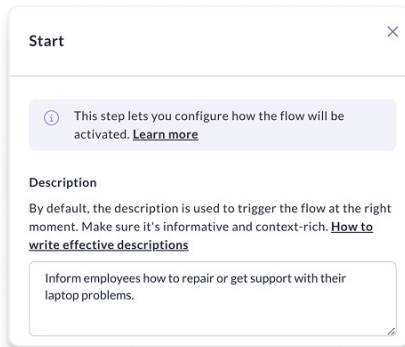 Start
This step lets you configure how the flow will be
activated. Learn more
Description
By default, the description is used to trigger the flow at the right
moment. Make sure it's informative and context-rich. How to
write effective descriptions
Inform employees how to repair or get support with their
laptop problems.